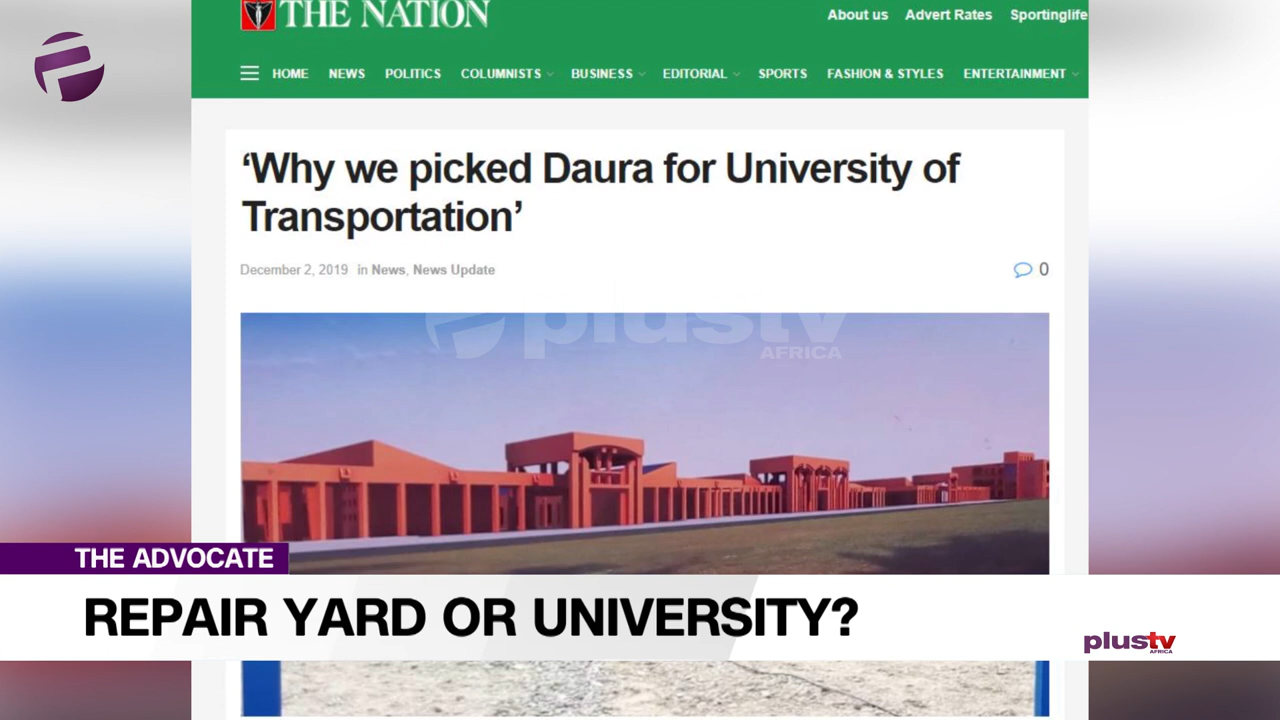 THE NATION
About us Advert Rates Sportinglife
HOME NEWS POLITICS COLUMNISTS BUSINESS EDITORIAL SPORTS FASHION & STYLES ENTERTAINMENT
‘Why we picked Daura for University of
Transportation’
December 2, 2019 in News, News Update
0
plustv
AFRICA
THE ADVOCATE
REPAIR YARD OR UNIVERSITY?
plustv
AFRICA